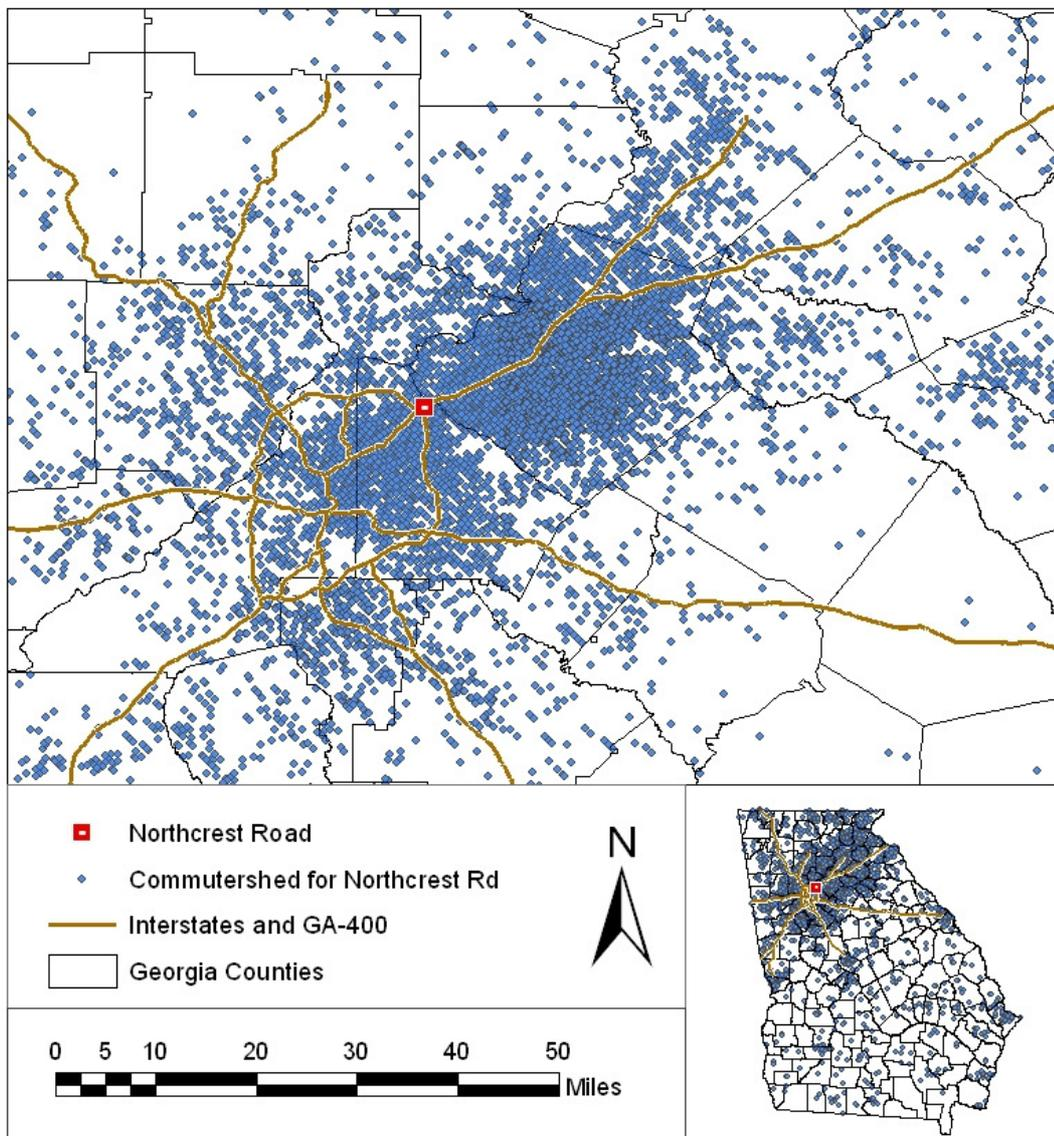 Northcrest Road
Commutershed for Northcrest Rd
Interstates and GA-400
Georgia Counties
N
0 5 10 20 30 40 50
Miles